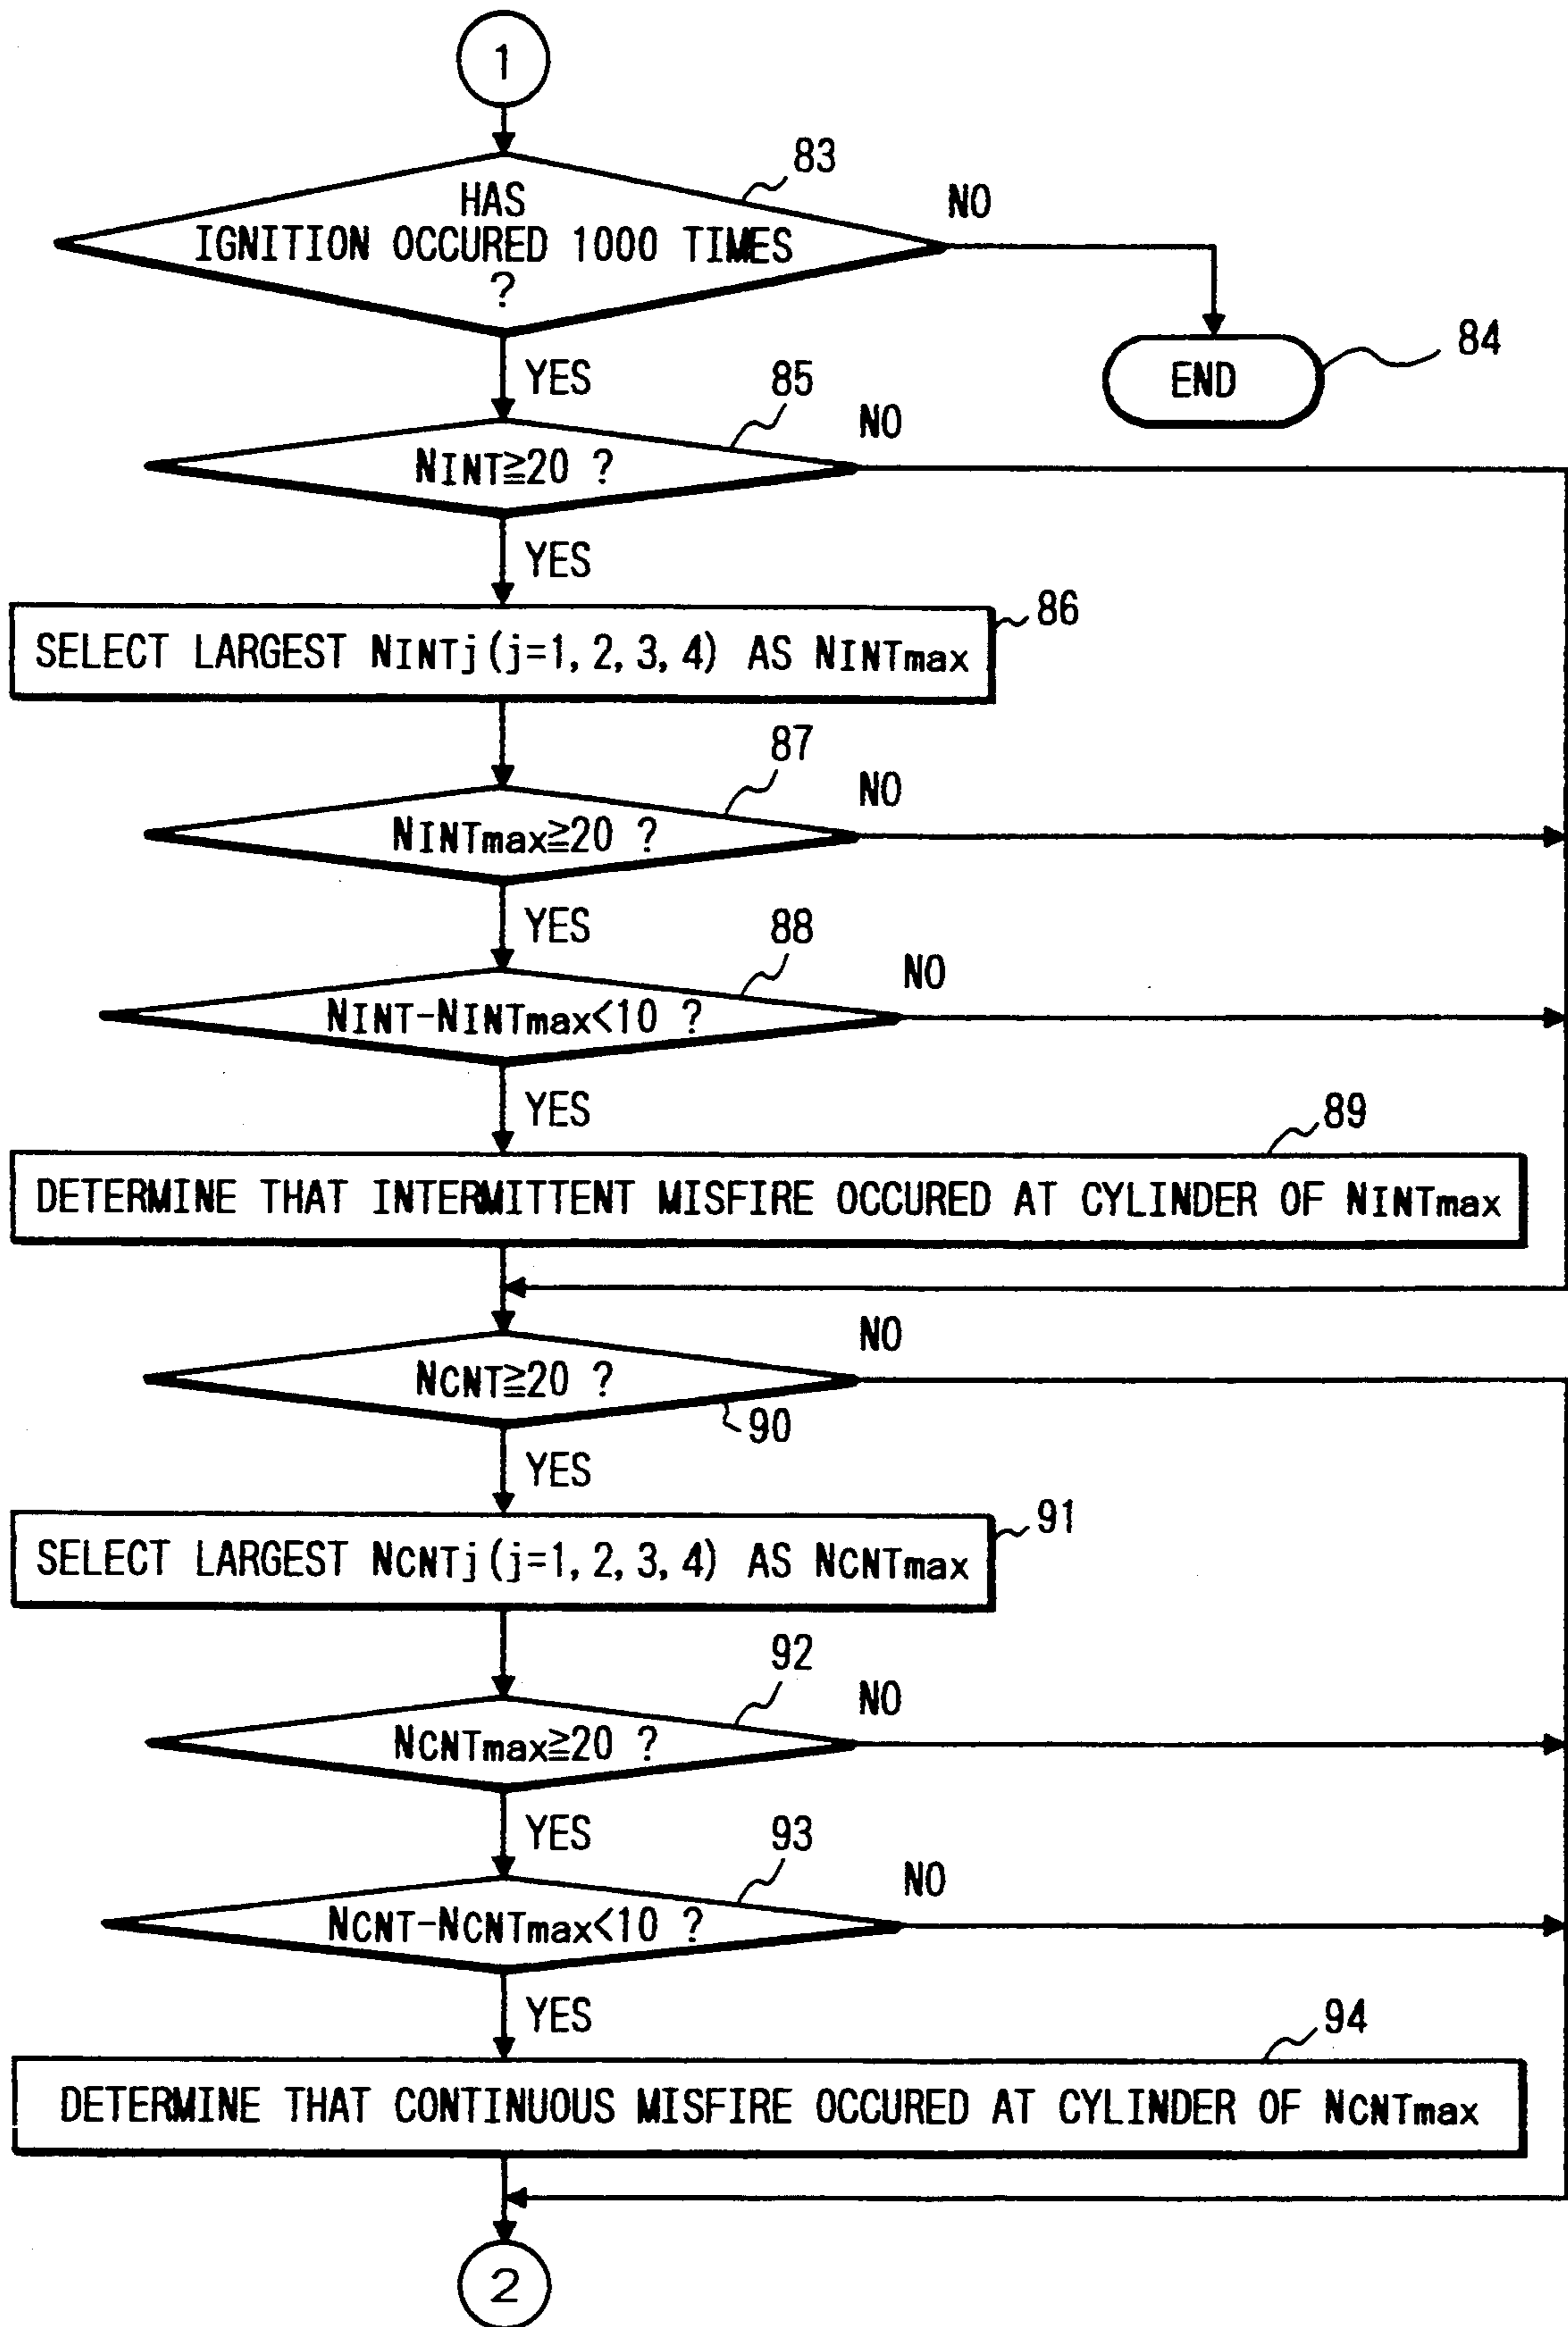 1
83
HAS
IGNITION OCCURED 1000 TIMES
?
NO
84
END
YES
85
NO
NINT≧20 ?
YES
86
SELECT LARGEST NINTj(j=1, 2, 3, 4) AS NINTmax
87
NO
NINTmax≧20 ?
YES
88
NO
NINT-NINTmax<10 ?
YES
89
DETERMINE THAT INTERMITTENT MISFIRE OCCURED AT CYLINDER OF NINTmax
NO
NCNT≧20 ?
90
YES
91
SELECT LARGEST NCNTj(j=1, 2, 3, 4) AS NCNTmax
92
NO
NCNTmax≧20 ?
YES
93
NO
NCNT-NCNTmax<10 ?
YES
94
DETERMINE THAT CONTINUOUS MISFIRE OCCURED AT CYLINDER OF NCNTmax
2